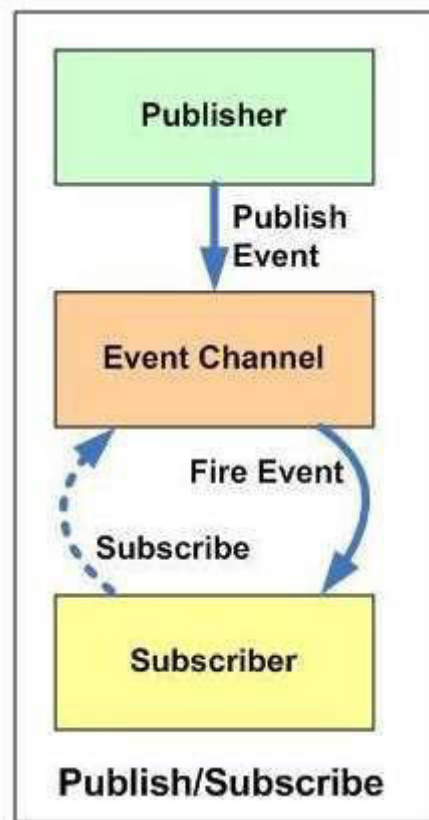 Publisher
Publish
Event
Event Channel
Fire Event
Subscribe
Subscriber
Publish/Subscribe